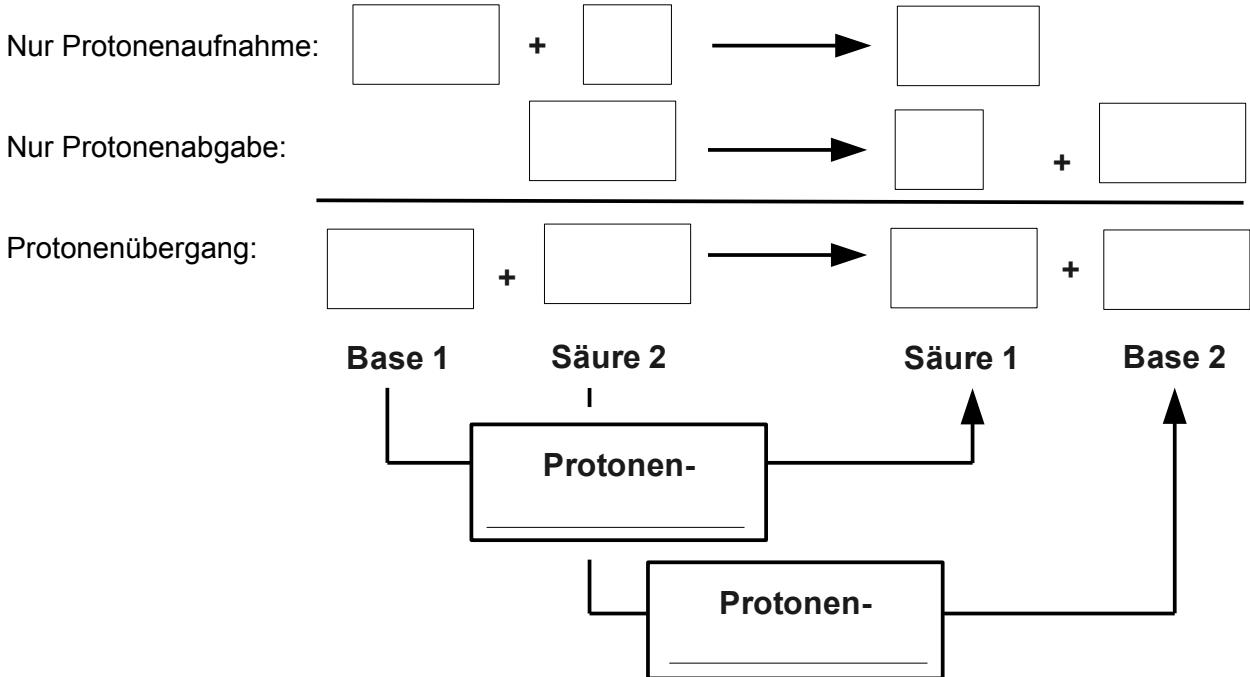 Nur Protonenaufnahme: +
Nur Protonenabgabe: +
Protonenübergang: + +
Base 1 Säure 2 Säure 1 Base 2
Protonen-
Protonen-